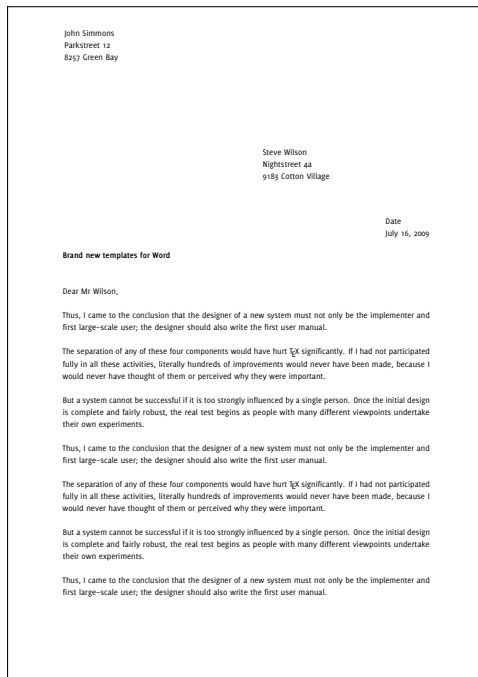 John Simmons
Parkstreet 12
8257 Green Bay
Steve Wilson
Nightstreet 4a
9183 Cotton Village
Date
July 16, 2009
Brand new templates for Word
Dear Mr Wilson,
Thus, I came to the conclusion that the designer of a new system must not only be the implementer and
first large-scale user; the designer should also write the first user manual.
The separation of any of these four components would have hurt TEX significantly. If I had not participated
fully in all these activities, literally hundreds of improvements would never have been made, because I
would never have thought of them or perceived why they were important.
But a system cannot be successful if it is too strongly influenced by a single person. Once the initial design
is complete and fairly robust, the real test begins as people with many different viewpoints undertake
their own experiments.
Thus, I came to the conclusion that the designer of a new system must not only be the implementer and
first large-scale user; the designer should also write the first user manual.
The separation of any of these four components would have hurt TEX significantly. If I had not participated
fully in all these activities, literally hundreds of improvements would never have been made, because I
would never have thought of them or perceived why they were important.
But a system cannot be successful if it is too strongly influenced by a single person. Once the initial design
is complete and fairly robust, the real test begins as people with many different viewpoints undertake
their own experiments.
Thus, I came to the conclusion that the designer of a new system must not only be the implementer and
first large-scale user; the designer should also write the first user manual.